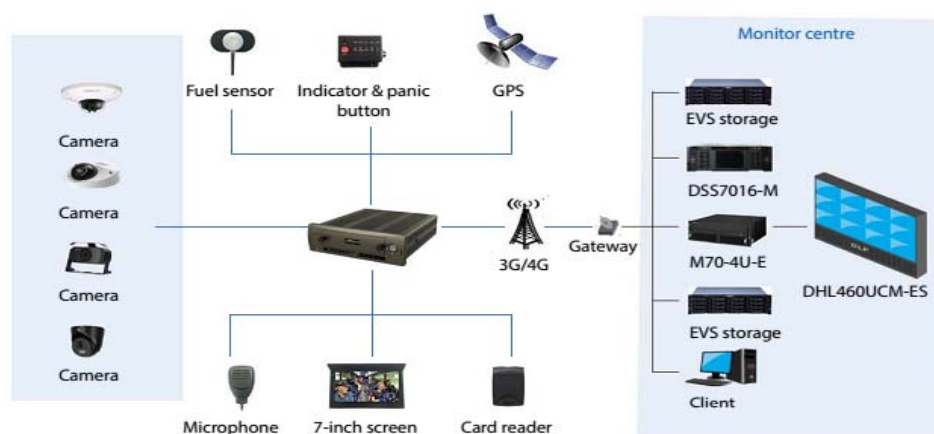 Monitor centre
Fuel sensor
Indicator & panic
button
GPS
Camera
Camera
Camera
Camera
3G/4G
Gateway
EVS storage
DSS7016-M
M70-4U-E
EVS storage
Client
DHL460UCM-ES
Microphone
7-inch screen
Card reader